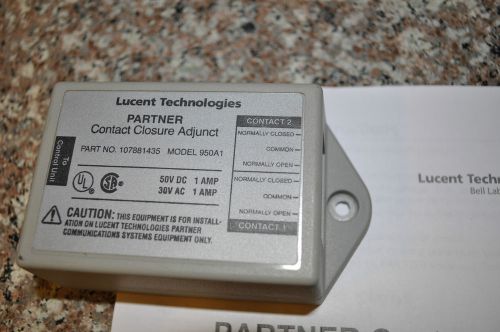 Lucent Technologies
PARTNER
Contact Closure Adjunct
PART NO. 107881435 MODEL 950A1
To
Control Unit
UL
50V DC 1 AMP
30V AC 1 AMP
CAUTION: THIS EQUIPMENT IS FOR INSTALL-
ATION ON LUCENT TECHNOLOGIES PARTNER
COMMUNICATIONS SYSTEMS EQUIPMENT ONLY.
CONTACT 2
NORMALLY CLOSED
COMMON
NORMALLY OPEN
NORMALLY CLOSED
COMMON
NORMALLY OPEN
CONTACT 1
Lucent Techn
Bell Lab
PARTNER